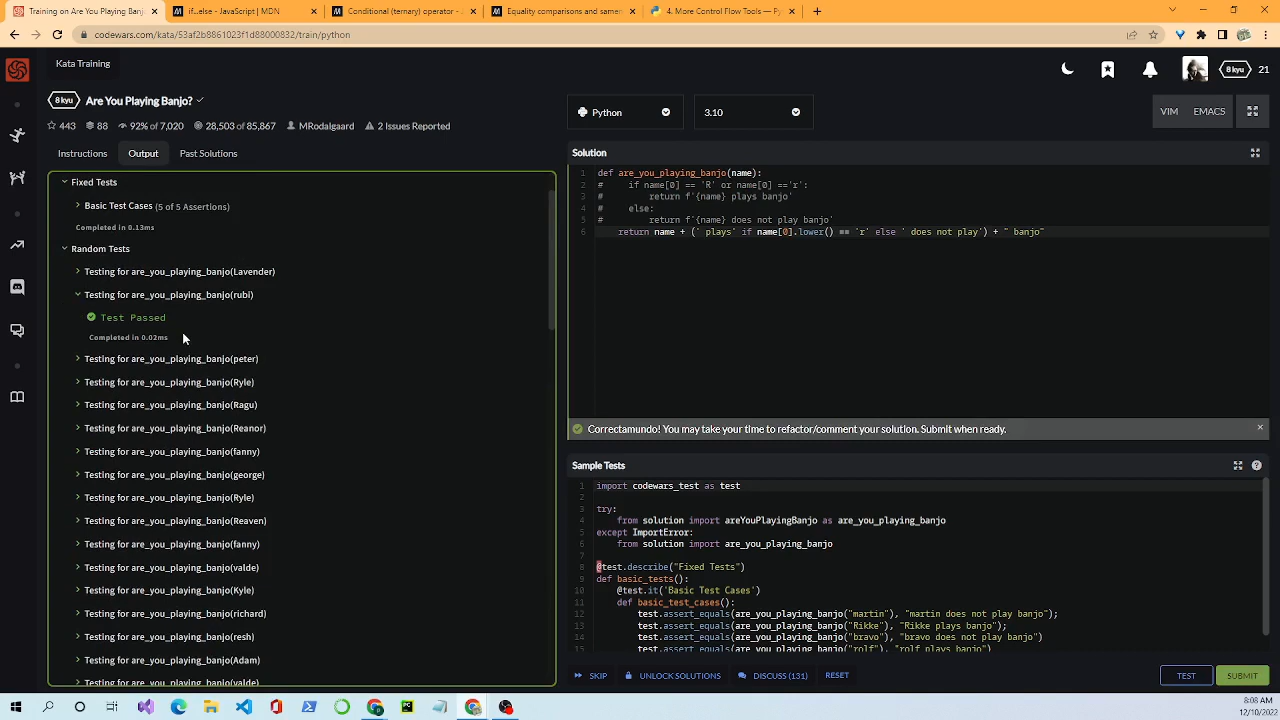 Training on Are You Playing Banjo?
if...else - JavaScript | MDN
Conditional (ternary) operator - J
Equality comparisons and samen
4. More Control Flow Tools — Py
codewars.com/kata/53af2b8861023f1d88000832/train/python
Kata Training
8 kyu
21
8 kyu
Are You Playing Banjo?
443
88
92% of 7,020
28,503 of 85,867
MRodalgaard
2 Issues Reported
Python
3.10
VIM
EMACS
Instructions
Output
Past Solutions
Fixed Tests
Basic Test Cases (5 of 5 Assertions)
Completed in 0.13ms
Random Tests
Testing for are_you_playing_banjo(Lavender)
Testing for are_you_playing_banjo(rubi)
Test Passed
Completed in 0.02ms
Testing for are_you_playing_banjo(peter)
Testing for are_you_playing_banjo(Ryle)
Testing for are_you_playing_banjo(Ragu)
Testing for are_you_playing_banjo(Reanor)
Testing for are_you_playing_banjo(fanny)
Testing for are_you_playing_banjo(george)
Testing for are_you_playing_banjo(Ryle)
Testing for are_you_playing_banjo(Reaven)
Testing for are_you_playing_banjo(fanny)
Testing for are_you_playing_banjo(valde)
Testing for are_you_playing_banjo(Kyle)
Testing for are_you_playing_banjo(richard)
Testing for are_you_playing_banjo(resh)
Testing for are_you_playing_banjo(Adam)
Testing for are_you_playing_banjo(valde)
Solution
1 def are_you_playing_banjo(name):
2 #     if name[0] == 'R' or name[0] =='r':
3 #         return f'{name} plays banjo'
4 #     else:
5 #         return f'{name} does not play banjo'
6     return name + (' plays' if name[0].lower() == 'r' else ' does not play') + " banjo"
Correctamundo! You may take your time to refactor/comment your solution. Submit when ready.
Sample Tests
1 import codewars_test as test
2
3 try:
4     from solution import areYouPlayingBanjo as are_you_playing_banjo
5 except ImportError:
6     from solution import are_you_playing_banjo
7
8 @test.describe("Fixed Tests")
9 def basic_tests():
10     @test.it('Basic Test Cases')
11     def basic_test_cases():
12         test.assert_equals(are_you_playing_banjo("martin"), "martin does not play banjo");
13         test.assert_equals(are_you_playing_banjo("Rikke"), "Rikke plays banjo");
14         test.assert_equals(are_you_playing_banjo("bravo"), "bravo does not play banjo")
15         test.assert_equals(are_you_playing_banjo("rolf"), "rolf plays banjo")
SKIP
UNLOCK SOLUTIONS
DISCUSS (131)
RESET
TEST
SUBMIT
8:08 AM
12/10/2023